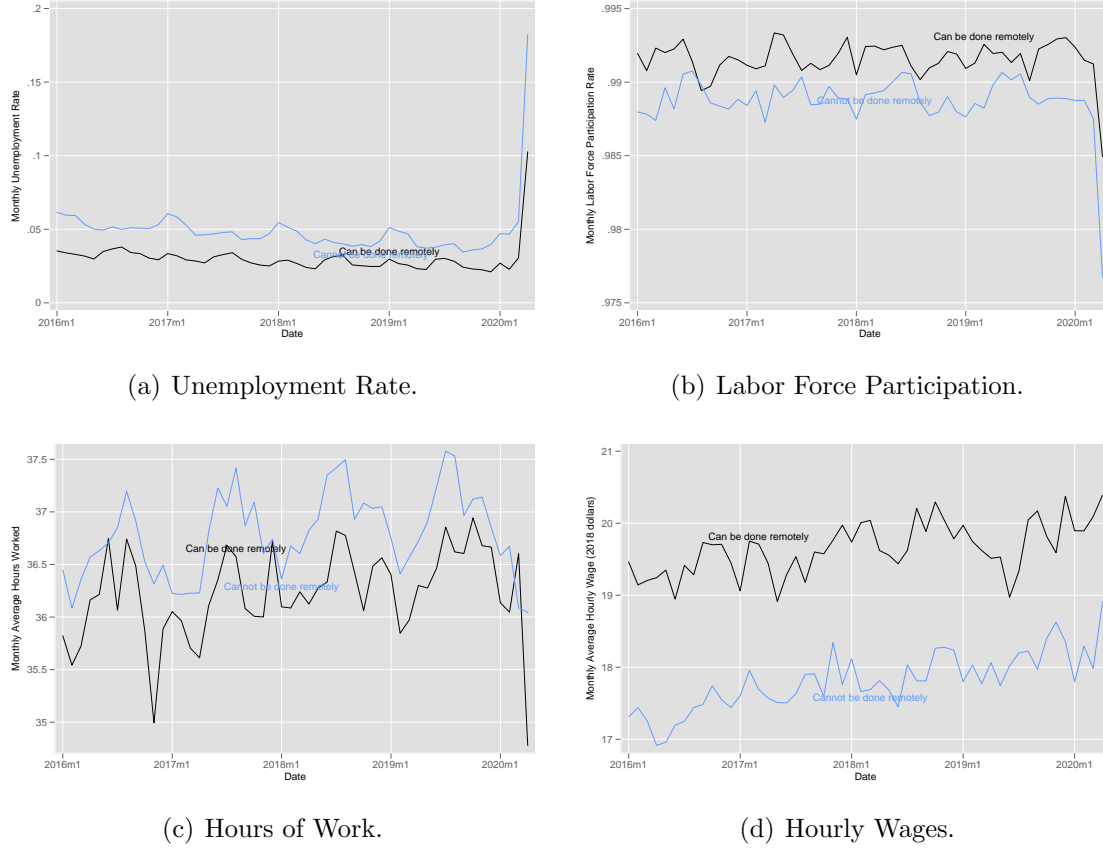 .2
.15
.1
.05
0
Monthly Unemployment Rate
Can be done remotely
Cannot be done remotely
2016m1 2017m1 2018m1 2019m1 2020m1
Date
(a) Unemployment Rate.
.995
.99
.985
.98
.975
Monthly Labor Force Participation Rate
Can be done remotely
Cannot be done remotely
2016m1 2017m1 2018m1 2019m1 2020m1
Date
(b) Labor Force Participation.
37.5
37
36.5
36
35.5
35
Monthly Average Hours Worked
Can be done remotely
Cannot be done remotely
2016m1 2017m1 2018m1 2019m1 2020m1
Date
(c) Hours of Work.
21
20
19
18
17
Monthly Average Hourly Wage (2018 dollars)
Can be done remotely
Cannot be done remotely
2016m1 2017m1 2018m1 2019m1 2020m1
Date
(d) Hourly Wages.